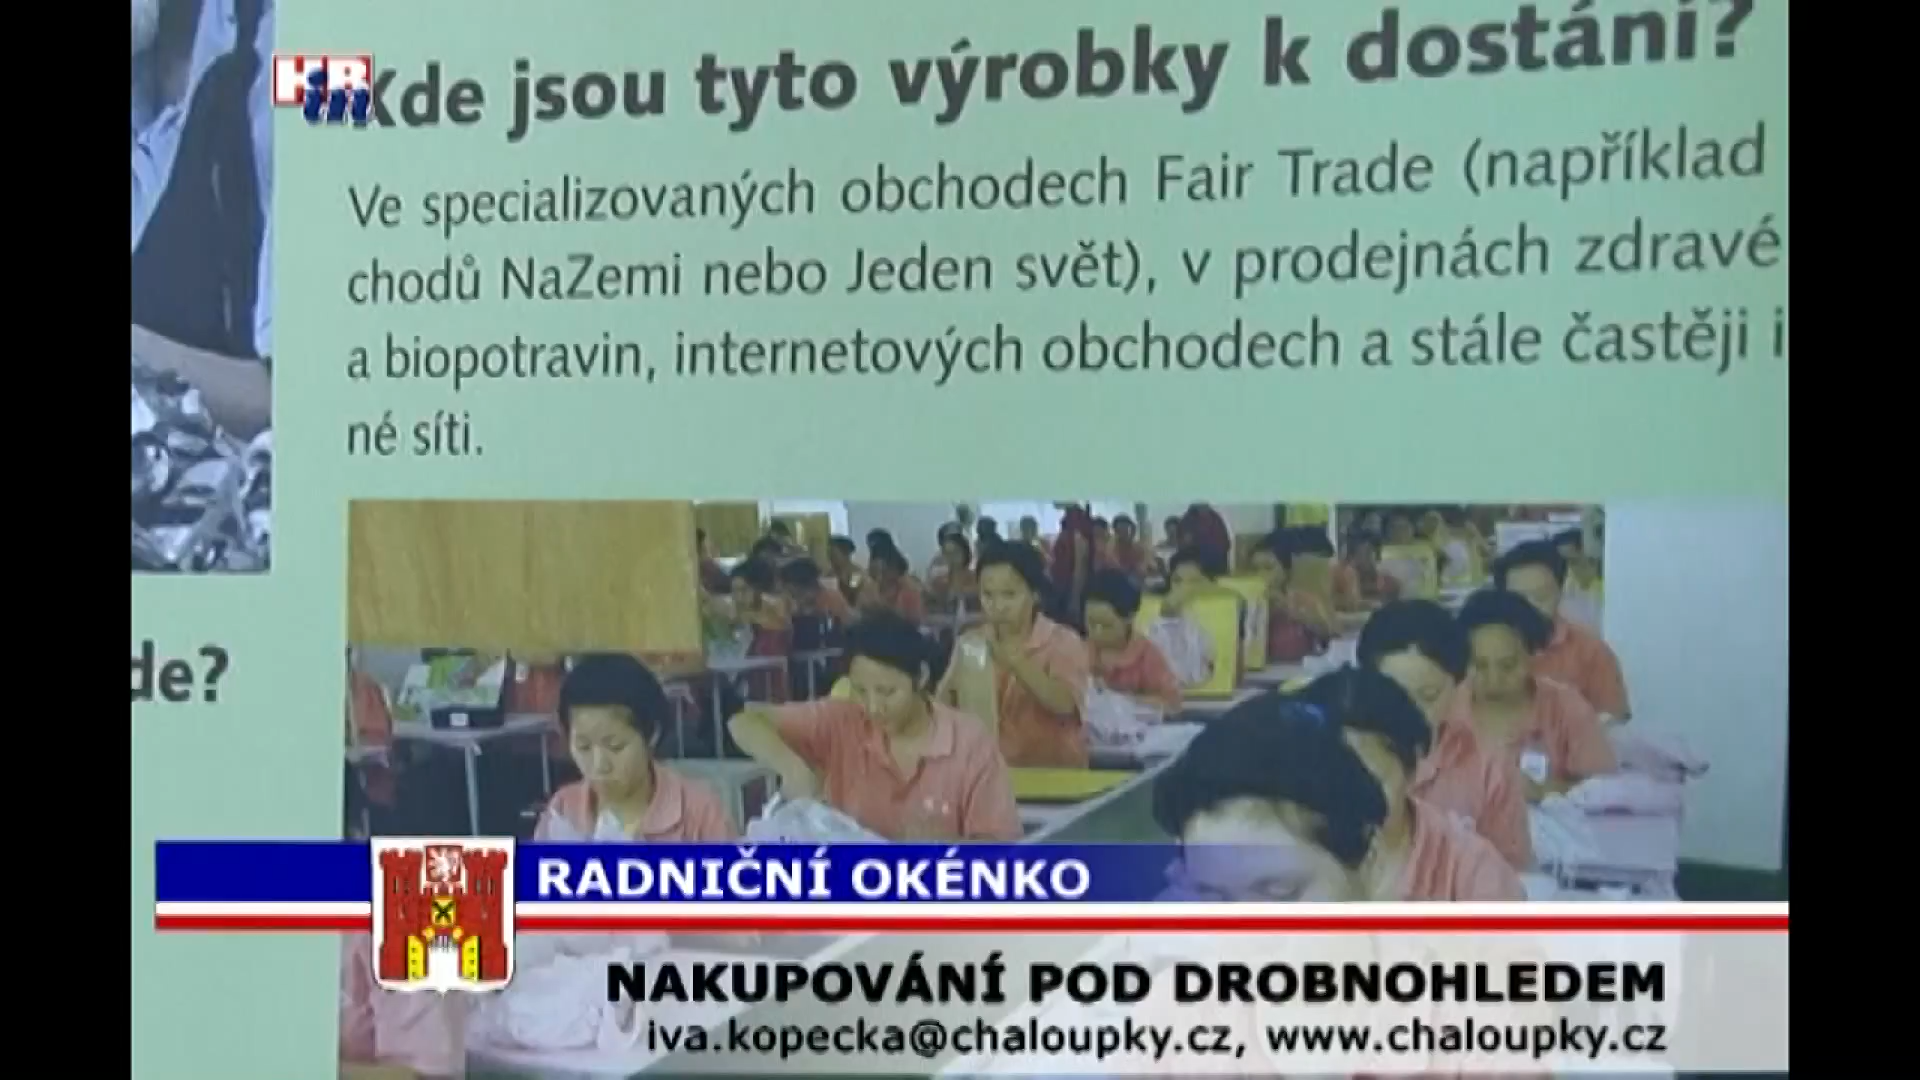 KR
in
Kde jsou tyto výrobky k dostání?
Ve specializovaných obchodech Fair Trade (například
chodů NaZemi nebo Jeden svět), v prodejnách zdravé
a biopotravin, internetových obchodech a stále častěji i
né síti.
de?
RADNIČNÍ OKÉNKO
NAKUPOVÁNÍ POD DROBNOHLEDEM
iva.kopecka@chaloupky.cz, www.chaloupky.cz